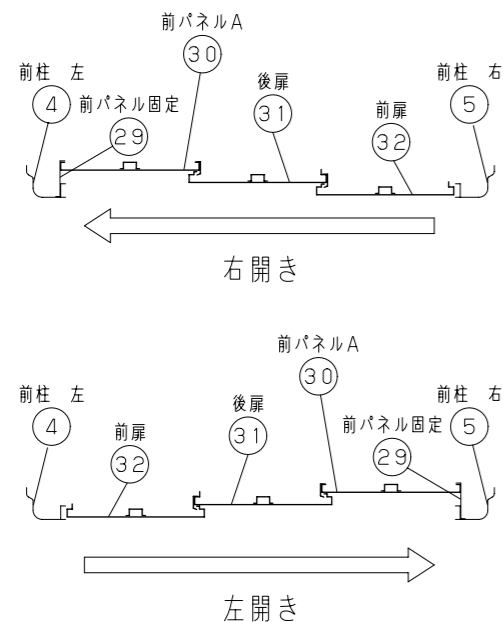 前パネルA
30
前柱 左
4
前パネル固定
29
後扉
31
前扉
32
前柱 右
5
右開き
前パネルA
30
前柱 左
4
前扉
32
後扉
31
前パネル固定
29
前柱 右
5
左開き